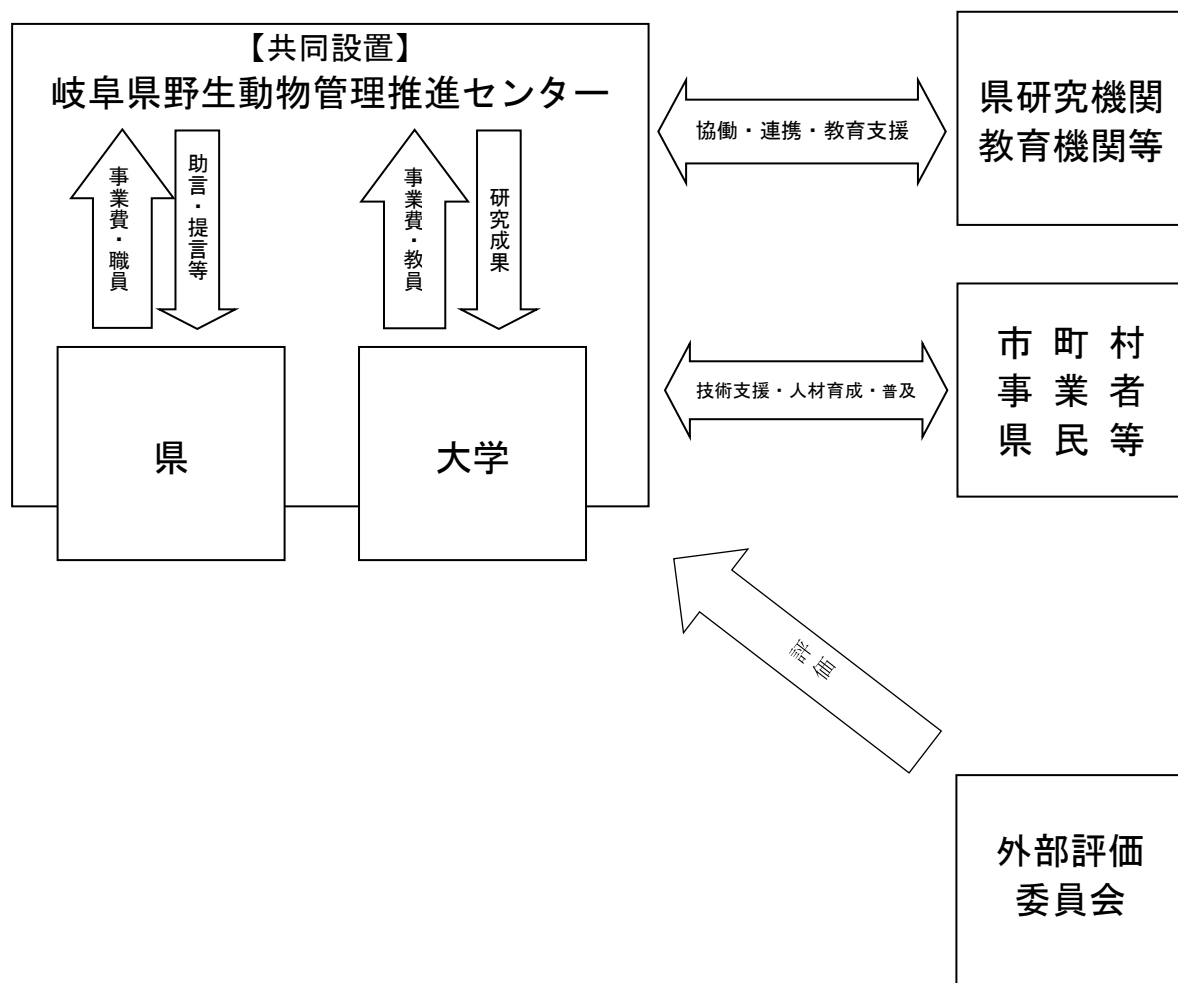 【共同設置】
岐阜県野生動物管理推進センター
事業費・職員
助言・提言等
事業費・教員
研究成果
県
大学
協働・連携・教育支援
県研究機関
教育機関等
技術支援・人材育成・普及
市町村
事業者
県民等
評価
外部評価
委員会